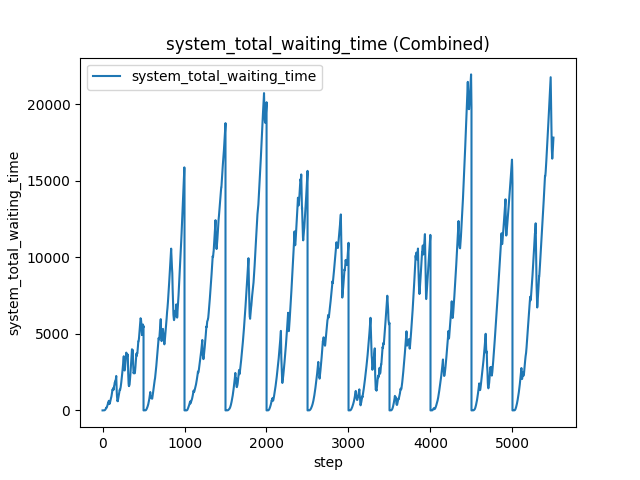 system_total_waiting_time (Combined)
system_total_waiting_time
system_total_waiting_time
20000
15000
10000
5000
0
0 1000 2000 3000 4000 5000
step